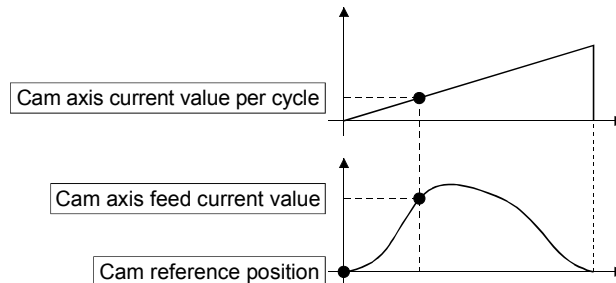 Cam axis current value per cycle
Cam axis feed current value
Cam reference position